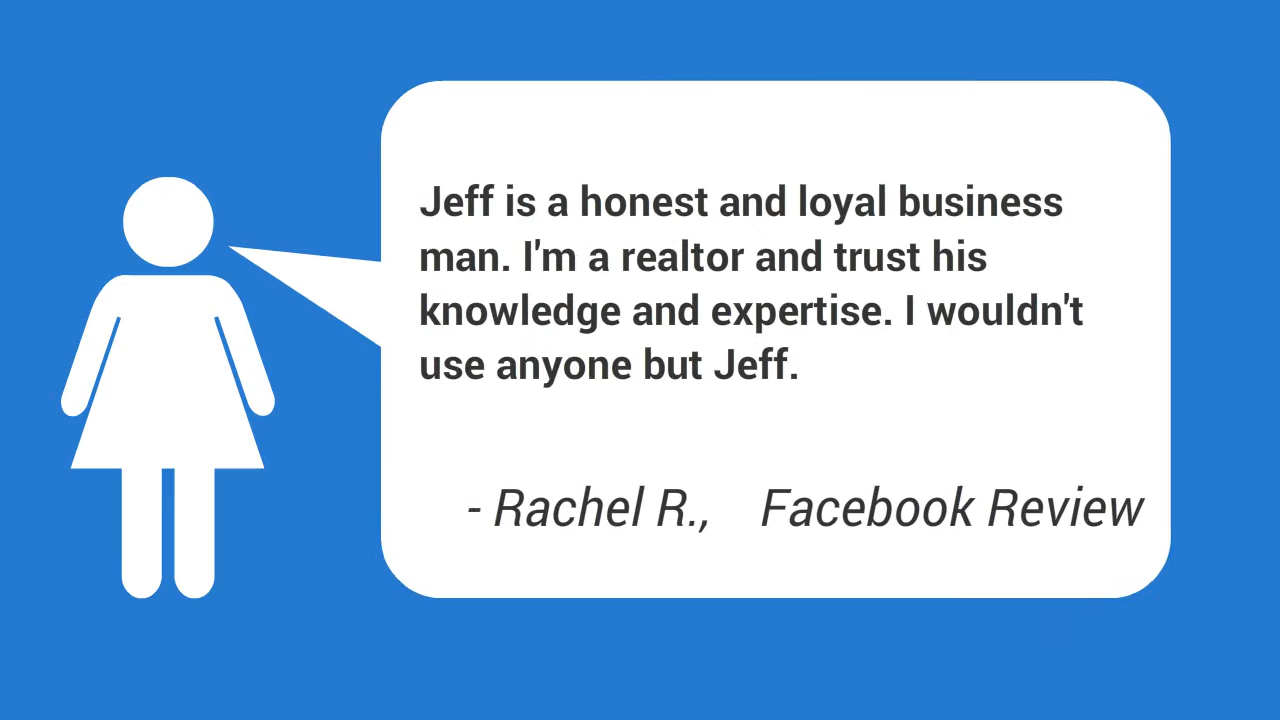 Jeff is a honest and loyal business
man. I'm a realtor and trust his
knowledge and expertise. I wouldn't
use anyone but Jeff.
- Rachel R., Facebook Review